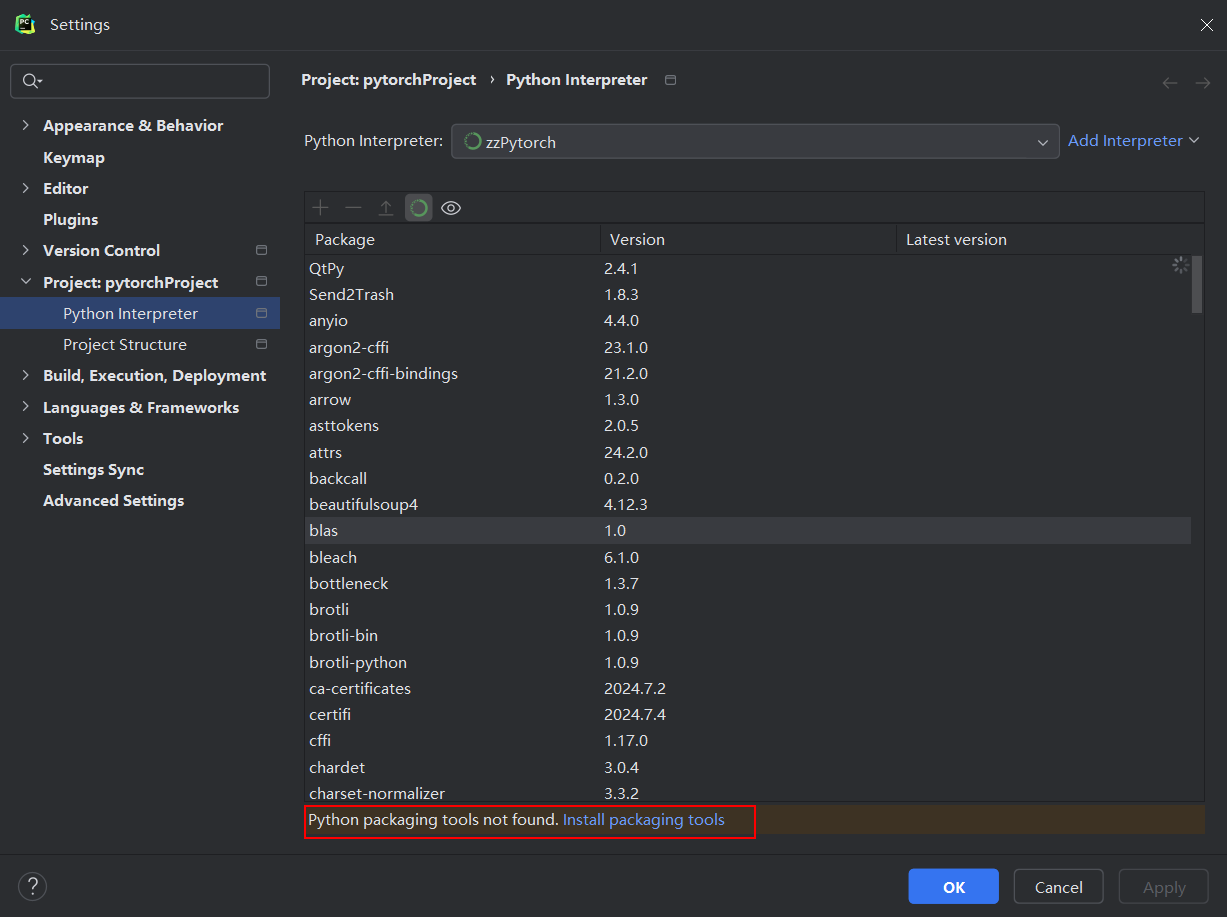 Settings
Project: pytorchProject › Python Interpreter
Appearance & Behavior
Keymap
Editor
Plugins
Version Control
Project: pytorchProject
Python Interpreter
Project Structure
Build, Execution, Deployment
Languages & Frameworks
Tools
Settings Sync
Advanced Settings
Python Interpreter: zzPytorch Add Interpreter
Package Version Latest version
QtPy 2.4.1
Send2Trash 1.8.3
anyio 4.4.0
argon2-cffi 23.1.0
argon2-cffi-bindings 21.2.0
arrow 1.3.0
asttokens 2.0.5
attrs 24.2.0
backcall 0.2.0
beautifulsoup4 4.12.3
blas 1.0
bleach 6.1.0
bottleneck 1.3.7
brotli 1.0.9
brotli-bin 1.0.9
brotli-python 1.0.9
ca-certificates 2024.7.2
certifi 2024.7.4
cffi 1.17.0
chardet 3.0.4
charset-normalizer 3.3.2
Python packaging tools not found. Install packaging tools
? OK Cancel Apply